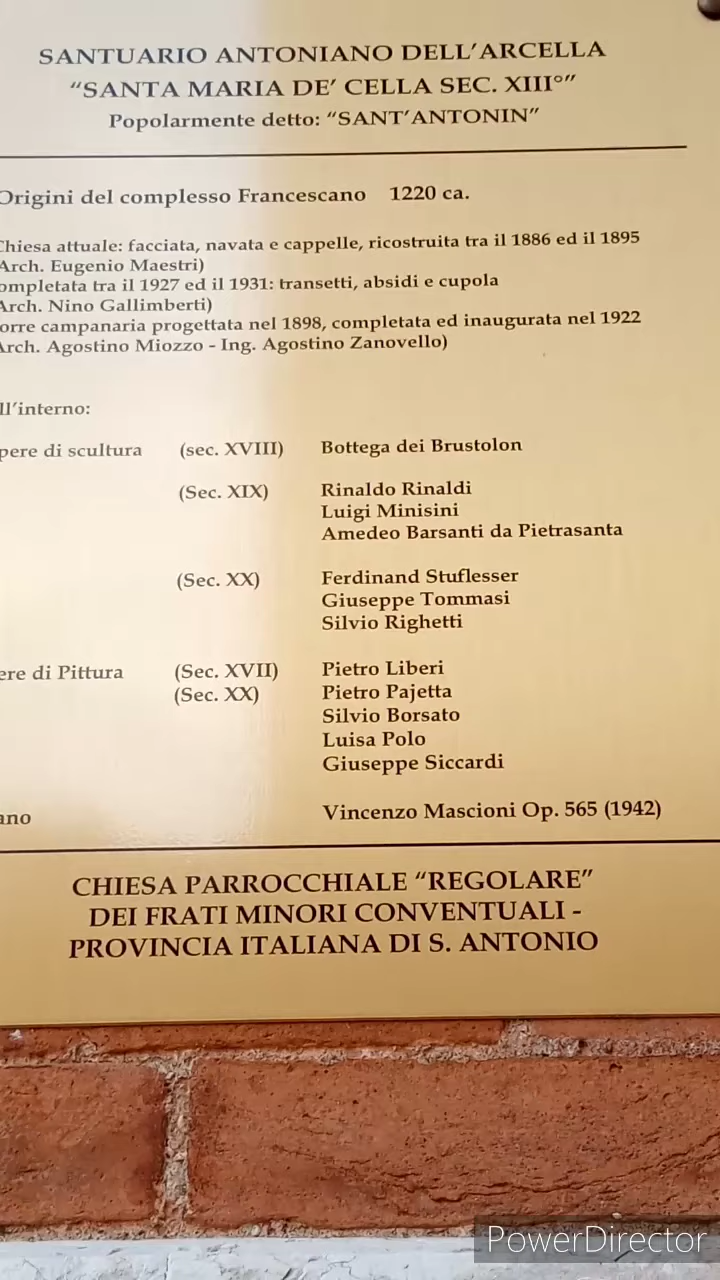 SANTUARIO ANTONIANO DELL'ARCELLA
"SANTA MARIA DE' CELLA SEC. XIII°"
Popolarmente detto: "SANT'ANTONIN"
Origini del complesso Francescano 1220 ca.
Chiesa attuale: facciata, navata e cappelle, ricostruita tra il 1886 ed il 1895
Arch. Eugenio Maestri)
ompletata tra il 1927 ed il 1931: transetti, absidi e cupola
Arch. Nino Gallimberti)
orre campanaria progettata nel 1898, completata ed inaugurata nel 1922
Arch. Agostino Miozzo - Ing. Agostino Zanovello)
ll'interno:
pere di scultura (sec. XVIII) Bottega dei Brustolon
(Sec. XIX) Rinaldo Rinaldi
Luigi Minisini
Amedeo Barsanti da Pietrasanta
(Sec. XX) Ferdinand Stuflesser
Giuseppe Tommasi
Silvio Righetti
ere di Pittura (Sec. XVII) Pietro Liberi
(Sec. XX) Pietro Pajetta
Silvio Borsato
Luisa Polo
Giuseppe Siccardi
ano Vincenzo Mascioni Op. 565 (1942)
CHIESA PARROCCHIALE "REGOLARE"
DEI FRATI MINORI CONVENTUALI -
PROVINCIA ITALIANA DI S. ANTONIO
PowerDirector